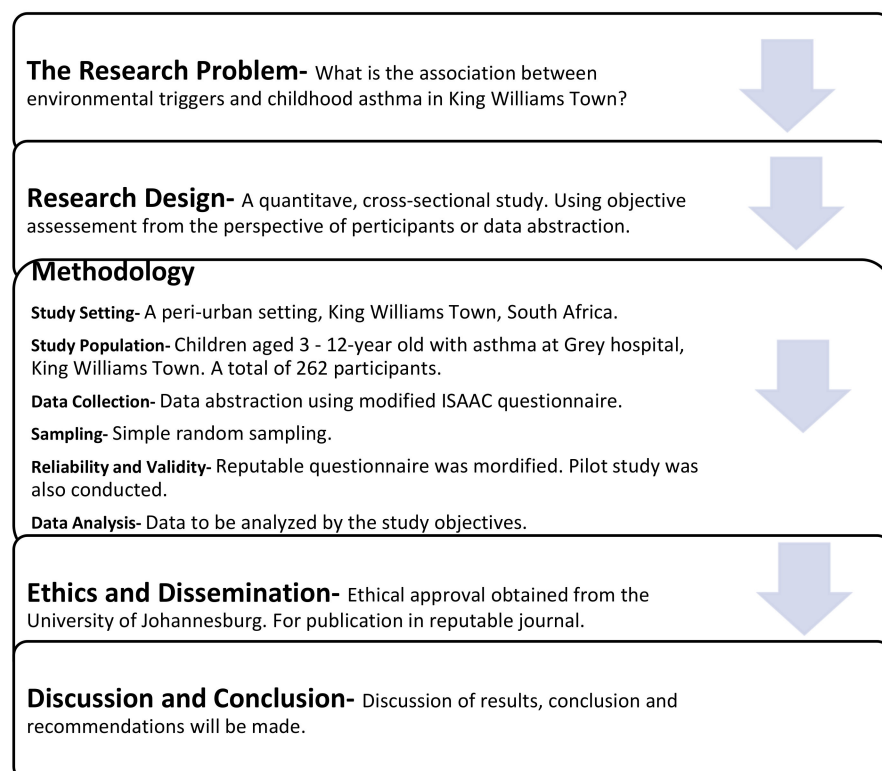 The Research Problem- What is the association between
environmental triggers and childhood asthma in King Williams Town?
Research Design- A quantitave, cross-sectional study. Using objective
assessement from the perspective of perticipants or data abstraction.
Methodology
Study Setting- A peri-urban setting, King Williams Town, South Africa.
Study Population- Children aged 3 - 12-year old with asthma at Grey hospital,
King Williams Town. A total of 262 participants.
Data Collection- Data abstraction using modified ISAAC questionnaire.
Sampling- Simple random sampling.
Reliability and Validity- Reputable questionnaire was mordified. Pilot study was
also conducted.
Data Analysis- Data to be analyzed by the study objectives.
Ethics and Dissemination- Ethical approval obtained from the
University of Johannesburg. For publication in reputable journal.
Discussion and Conclusion- Discussion of results, conclusion and
recommendations will be made.